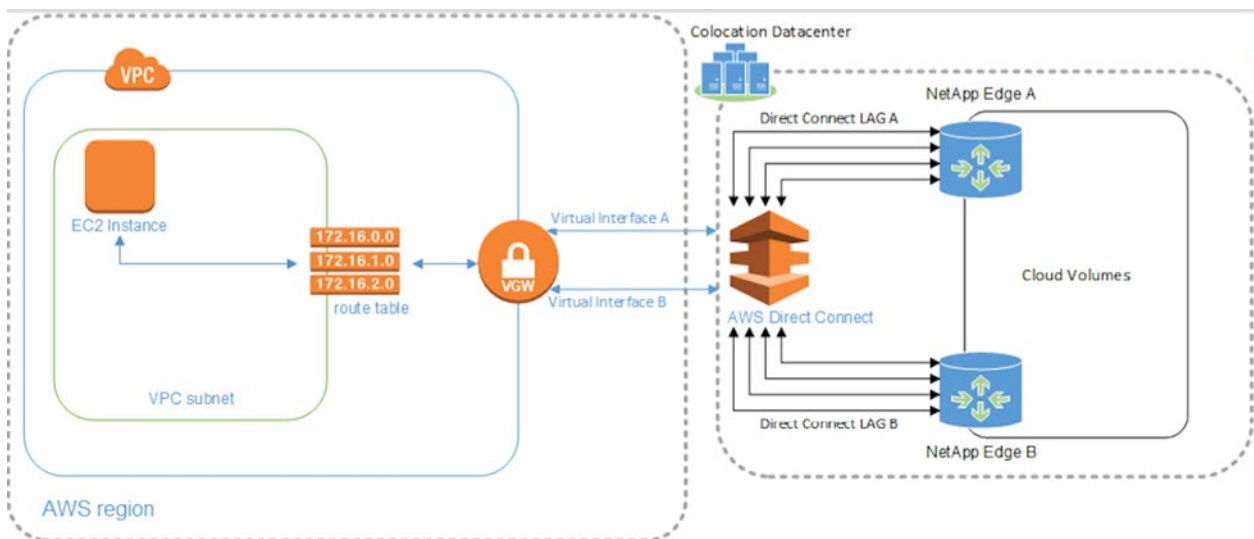 Colocation Datacenter
VPC
NetApp Edge A
Direct Connect LAG A
EC2 Instance
172.16.0.0
172.16.1.0
172.16.2.0
route table
VGW
Virtual Interface A
Virtual Interface B
AWS Direct Connect
Cloud Volumes
VPC subnet
Direct Connect LAG B
NetApp Edge B
AWS region